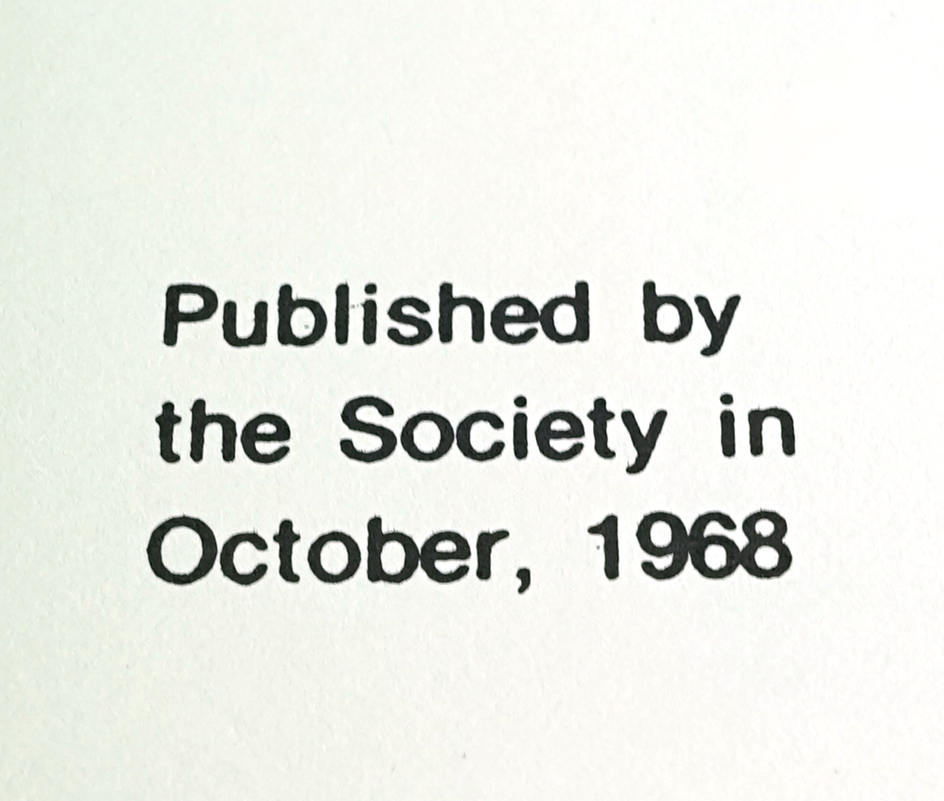 Published by
the Society in
October, 1968